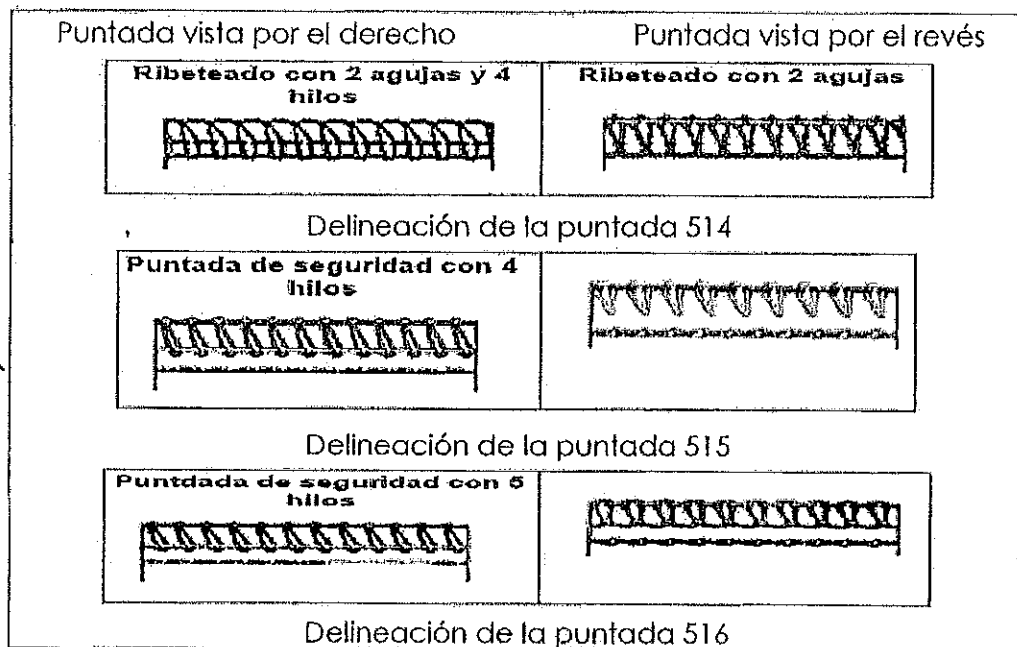 Puntada vista por el derecho
Puntada vista por el revés
Ribeteado con 2 agujas y 4
hilos
Ribeteado con 2 agujas
Delineación de la puntada 514
Puntada de seguridad con 4
hilos
Delineación de la puntada 515
Puntdada de seguridad con 5
hilos
Delineación de la puntada 516